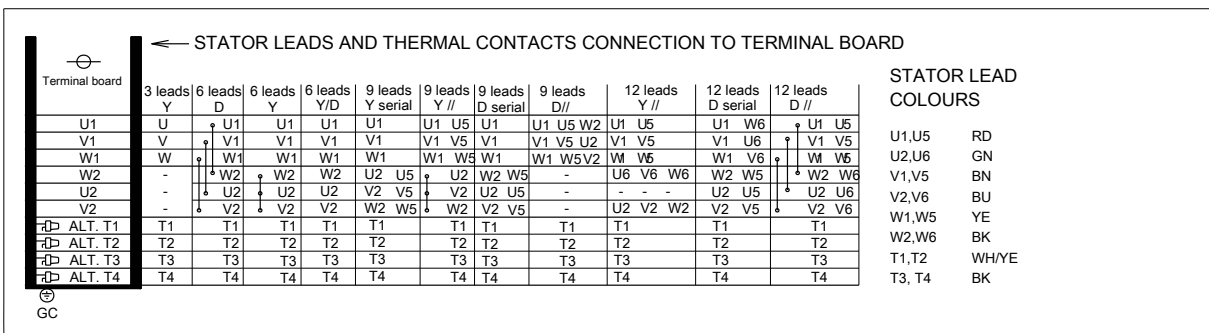 STATOR LEADS AND THERMAL CONTACTS CONNECTION TO TERMINAL BOARD
Terminal board
3 leads 6 leads 6 leads 6 leads 9 leads 9 leads 9 leads 9 leads 12 leads 12 leads 12 leads
Y D Y Y/D Y serial Y // D serial D// Y // D serial D //
U1 U U1 U1 U1 U1 U1 U5 U1 U1 U5 W2 U1 U5 U1 W6 U1 U5
V1 V V1 V1 V1 V1 V1 V5 V1 V1 V5 U2 V1 V5 V1 U6 V1 V5
W1 W W1 W1 W1 W1 W1 W5 W1 W1 W5 V2 W1 W5 W1 V6 W1 W5
W2 - W2 W2 W2 U2 U5 U2 W2 W5 - U6 V6 W6 W2 W5 W2 W6
U2 - U2 U2 U2 V2 V5 V2 U2 U5 - - - U2 U5 U2 U6
V2 - V2 V2 V2 W2 W5 W2 V2 V5 - U2 V2 W2 V2 V5 V2 V6
ALT. T1 T1 T1 T1 T1 T1 T1 T1 T1 T1 T1 T1
ALT. T2 T2 T2 T2 T2 T2 T2 T2 T2 T2 T2 T2
ALT. T3 T3 T3 T3 T3 T3 T3 T3 T3 T3 T3 T3
ALT. T4 T4 T4 T4 T4 T4 T4 T4 T4 T4 T4 T4
GC
STATOR LEAD
COLOURS
U1,U5 RD
U2,U6 GN
V1,V5 BN
V2,V6 BU
W1,W5 YE
W2,W6 BK
T1,T2 WH/YE
T3, T4 BK